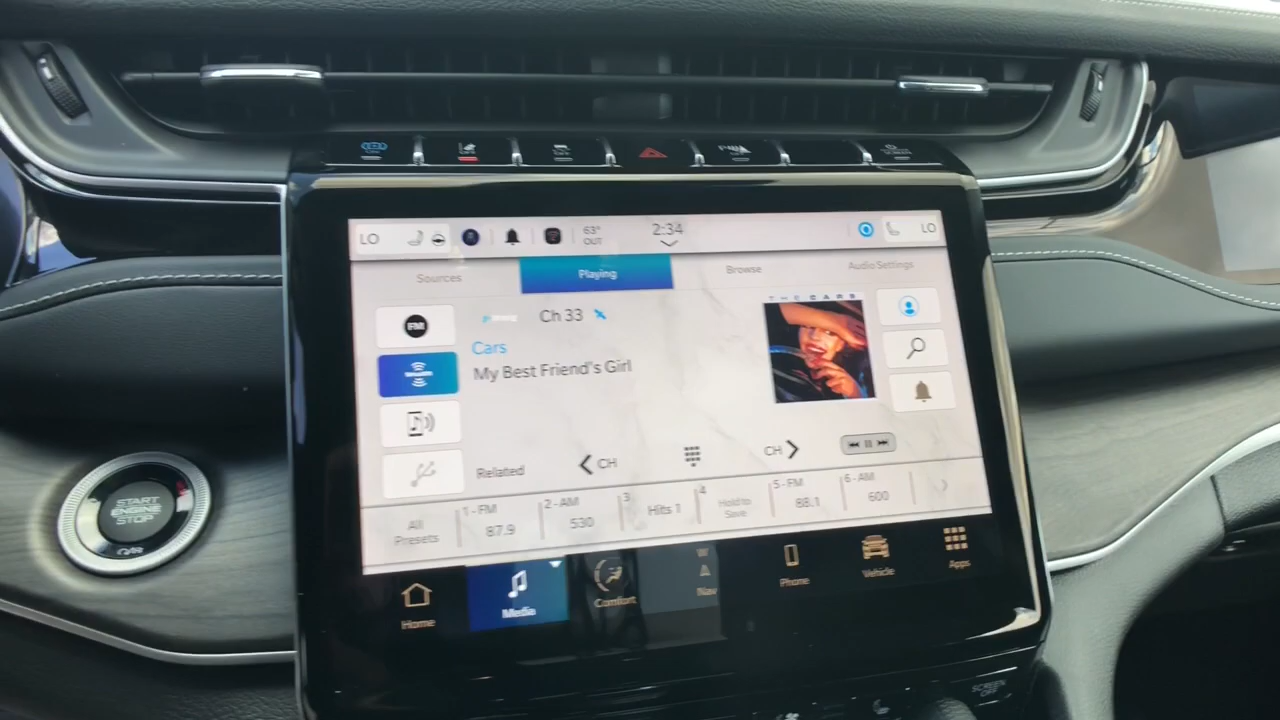 LO
63°
OUT
2:34
LO
Sources
Playing
Browse
Audio Settings
FM
Ch 33
THE CARS
Cars
My Best Friend's Girl
Related
CH
CH
All
Presets
1 - FM
87.9
2 - AM
530
3
Hits 1
4
Hold to
Save
5 - FM
88.1
6 - AM
600
START
ENGINE
STOP
Home
Media
Comfort
Nav
Phone
Vehicle
Apps
SCREEN
OFF